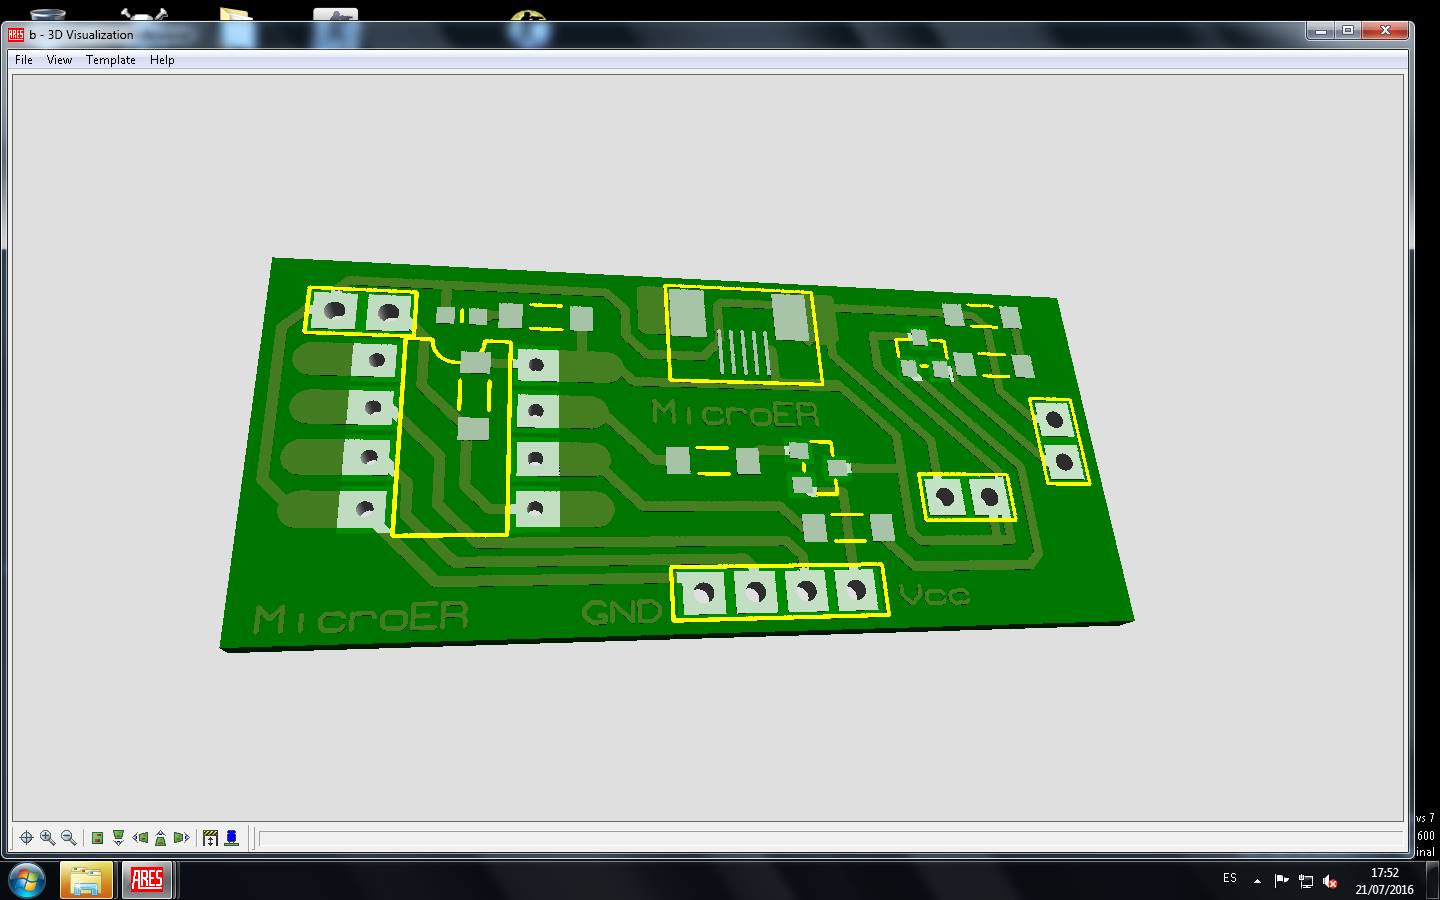 ARES b - 3D Visualization
File View Template Help
MicroER
MicroER
GND
Vcc
vs 7
600
inal
ARES
ES
17:52
21/07/2016